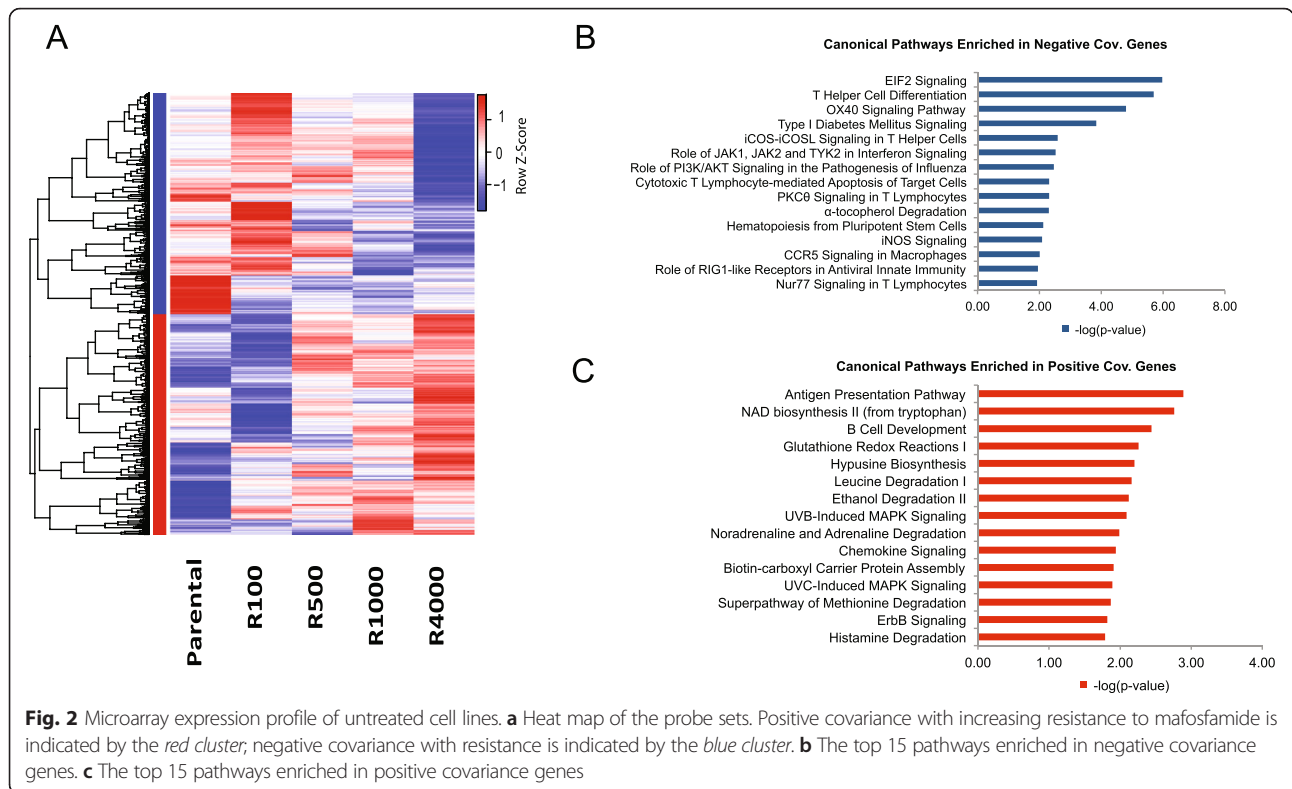 A
1
0
−1
Row Z-Score
Parental
R100
R500
R1000
R4000
B
Canonical Pathways Enriched in Negative Cov. Genes
EIF2 Signaling
T Helper Cell Differentiation
OX40 Signaling Pathway
Type I Diabetes Mellitus Signaling
iCOS-iCOSL Signaling in T Helper Cells
Role of JAK1, JAK2 and TYK2 in Interferon Signaling
Role of PI3K/AKT Signaling in the Pathogenesis of Influenza
Cytotoxic T Lymphocyte-mediated Apoptosis of Target Cells
PKCθ Signaling in T Lymphocytes
α-tocopherol Degradation
Hematopoiesis from Pluripotent Stem Cells
iNOS Signaling
CCR5 Signaling in Macrophages
Role of RIG1-like Receptors in Antiviral Innate Immunity
Nur77 Signaling in T Lymphocytes
0.00 2.00 4.00 6.00 8.00
-log(p-value)
C
Canonical Pathways Enriched in Positive Cov. Genes
Antigen Presentation Pathway
NAD biosynthesis II (from tryptophan)
B Cell Development
Glutathione Redox Reactions I
Hypusine Biosynthesis
Leucine Degradation I
Ethanol Degradation II
UVB-Induced MAPK Signaling
Noradrenaline and Adrenaline Degradation
Chemokine Signaling
Biotin-carboxyl Carrier Protein Assembly
UVC-Induced MAPK Signaling
Superpathway of Methionine Degradation
ErbB Signaling
Histamine Degradation
0.00 1.00 2.00 3.00 4.00
-log(p-value)
Fig. 2 Microarray expression profile of untreated cell lines. a Heat map of the probe sets. Positive covariance with increasing resistance to mafosfamide is
indicated by the red cluster; negative covariance with resistance is indicated by the blue cluster. b The top 15 pathways enriched in negative covariance
genes. c The top 15 pathways enriched in positive covariance genes